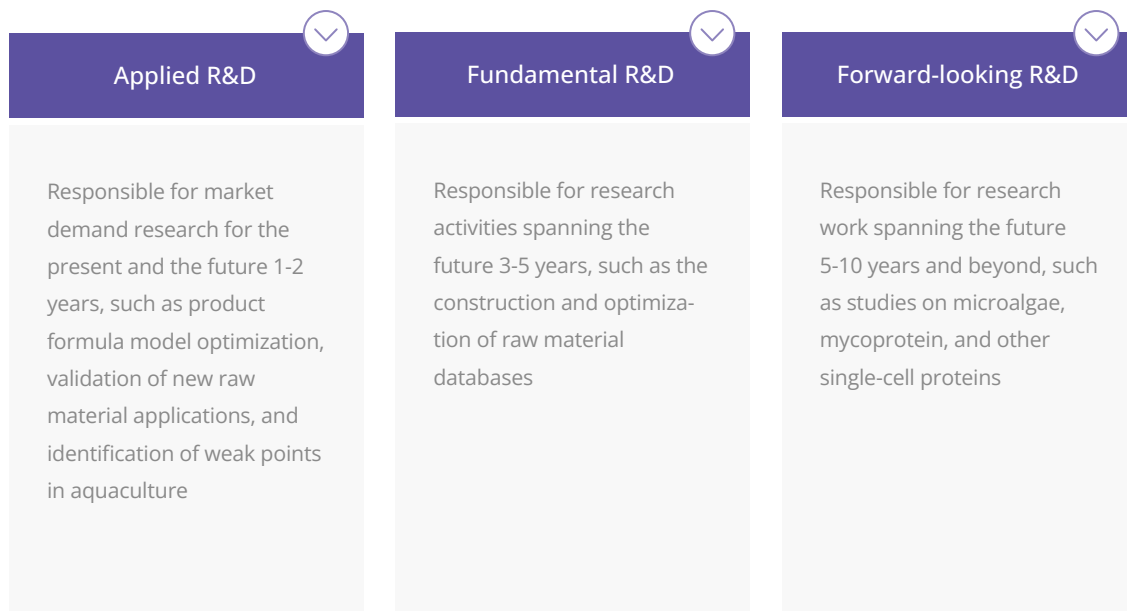 Applied R&D
Responsible for market
demand research for the
present and the future 1-2
years, such as product
formula model optimization,
validation of new raw
material applications, and
identification of weak points
in aquaculture
Fundamental R&D
Responsible for research
activities spanning the
future 3-5 years, such as the
construction and optimiza-
tion of raw material
databases
Forward-looking R&D
Responsible for research
work spanning the future
5-10 years and beyond, such
as studies on microalgae,
mycoprotein, and other
single-cell proteins